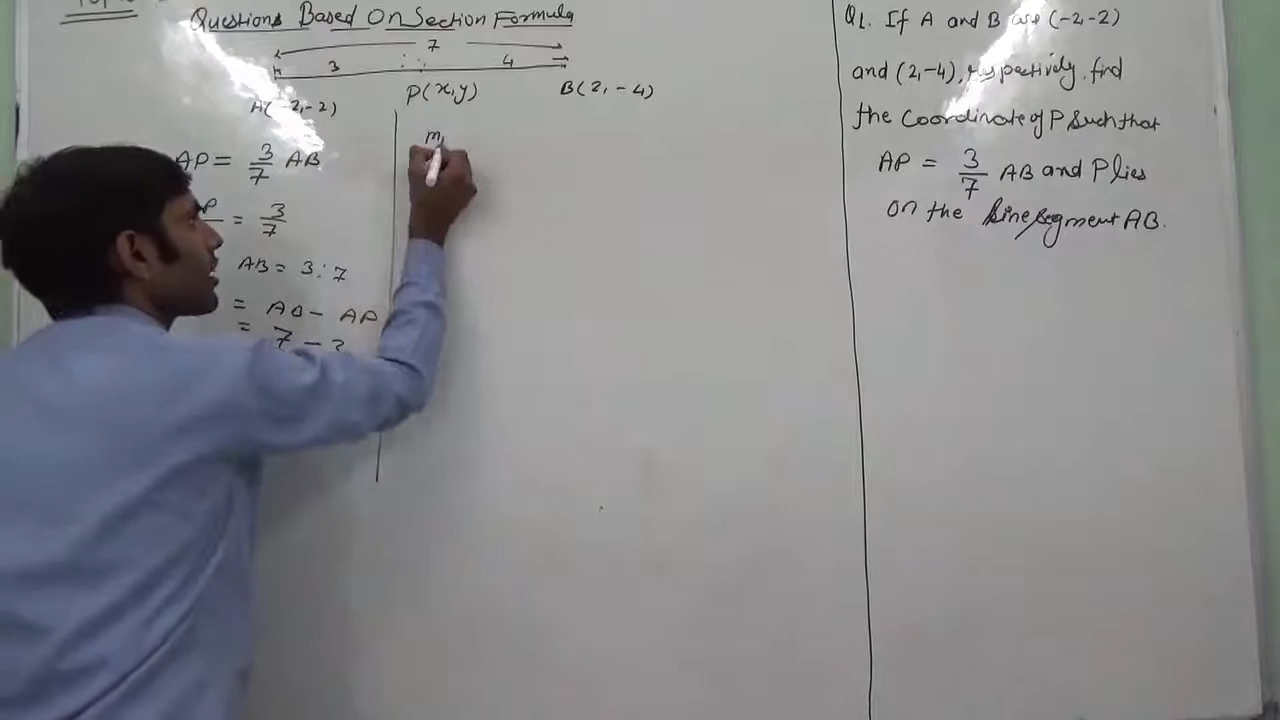 Questions Based On Section Formula
7
3 : 4
A(-2,-2) P(x,y) B(2,-4)
AP = 3/7 AB
= 3/7
AB = 3:7
= AB - AP
= 7 - 3
m₁
Q1. If A and B are (-2,-2)
and (2,-4), respectively, find
the Coordinate of P Such that
AP = 3/7 AB and P lies
on the line segment AB.